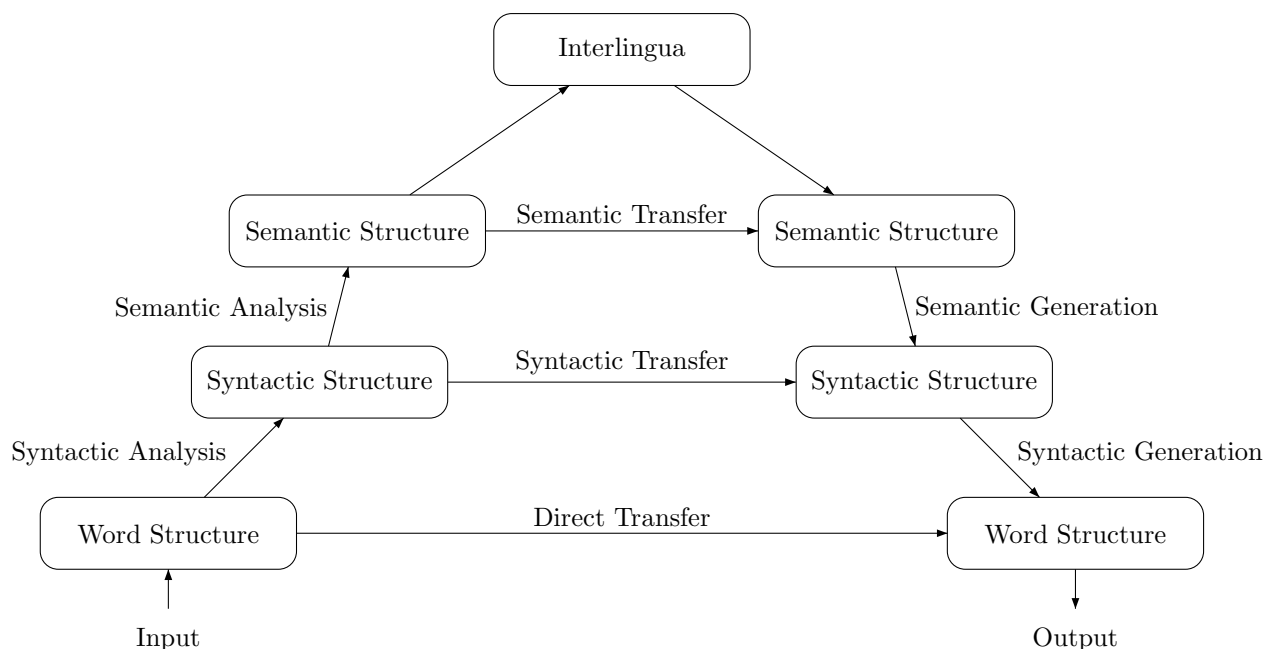 Interlingua
Semantic Transfer
Semantic Structure
Semantic Structure
Semantic Analysis
Semantic Generation
Syntactic Transfer
Syntactic Structure
Syntactic Structure
Syntactic Analysis
Syntactic Generation
Direct Transfer
Word Structure
Word Structure
Input
Output